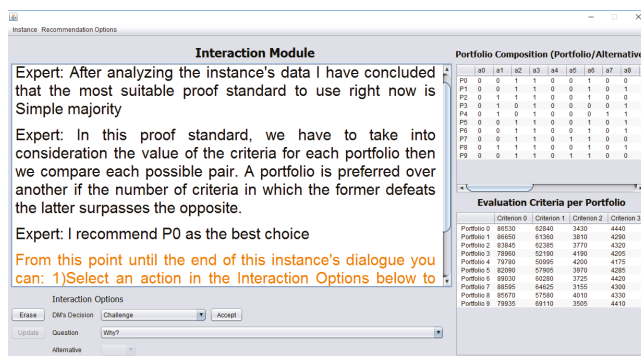 Instance Recommendation Options
Interaction Module
Expert: After analyzing the instance's data I have concluded
that the most suitable proof standard to use right now is
Simple majority
Expert: In this proof standard, we have to take into
consideration the value of the criteria for each portfolio then
we compare each possible pair. A portfolio is preferred over
another if the number of criteria in which the former defeats
the latter surpasses the opposite.
Expert: I recommend P0 as the best choice
From this point until the end of this instance's dialogue you
can: 1)Select an action in the Interaction Options below to
Interaction Options
Erase DM's Decision Challenge Accept
Update Question Why?
Alternative
Portfolio Composition (Portfolio/Alternative
a0 a1 a2 a3 a4 a5 a6 a7 a8
P0 0 0 1 1 0 0 1 0 1
P1 0 0 1 1 0 0 1 0 1
P2 0 1 1 1 0 0 1 0 0
P3 0 1 0 1 0 0 0 0 1
P4 0 1 0 1 0 0 0 1 1
P5 0 0 1 1 0 0 1 0 1
P6 0 0 1 1 0 0 1 0 1
P7 0 0 1 0 0 1 1 0 0
P8 0 1 1 1 0 0 1 0 1
P9 0 0 1 1 0 1 1 0 0
Evaluation Criteria per Portfolio
Criterion 0 Criterion 1 Criterion 2 Criterion 3
Portfolio 0 86530 62840 3430 4440
Portfolio 1 86650 61360 3810 4290
Portfolio 2 83845 62385 3770 4320
Portfolio 3 78960 52190 4190 4205
Portfolio 4 79780 50995 4200 4175
Portfolio 5 82090 57905 3970 4285
Portfolio 6 89030 60280 3725 4420
Portfolio 7 88595 64625 3155 4300
Portfolio 8 85670 57580 4010 4330
Portfolio 9 79935 69110 3505 4410